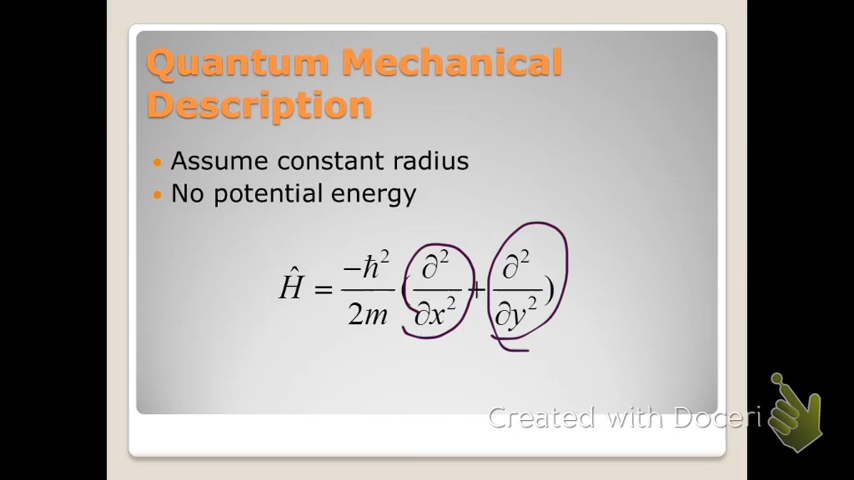 Quantum Mechanical
Description
• Assume constant radius
• No potential energy
Ĥ = −ħ²/2m (∂²/∂x² + ∂²/∂y²)
Created with Doceri